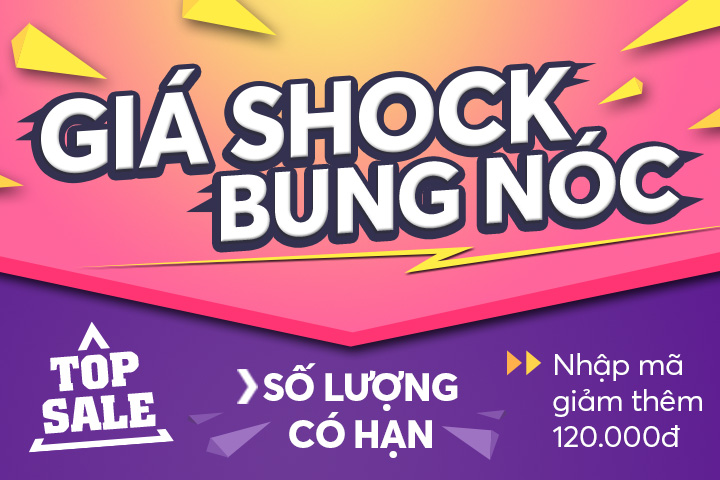 GIÁ SHOCK
BUNG NÓC
TOP
SALE
SỐ LƯỢNG
CÓ HẠN
Nhập mã
giảm thêm
120.000đ